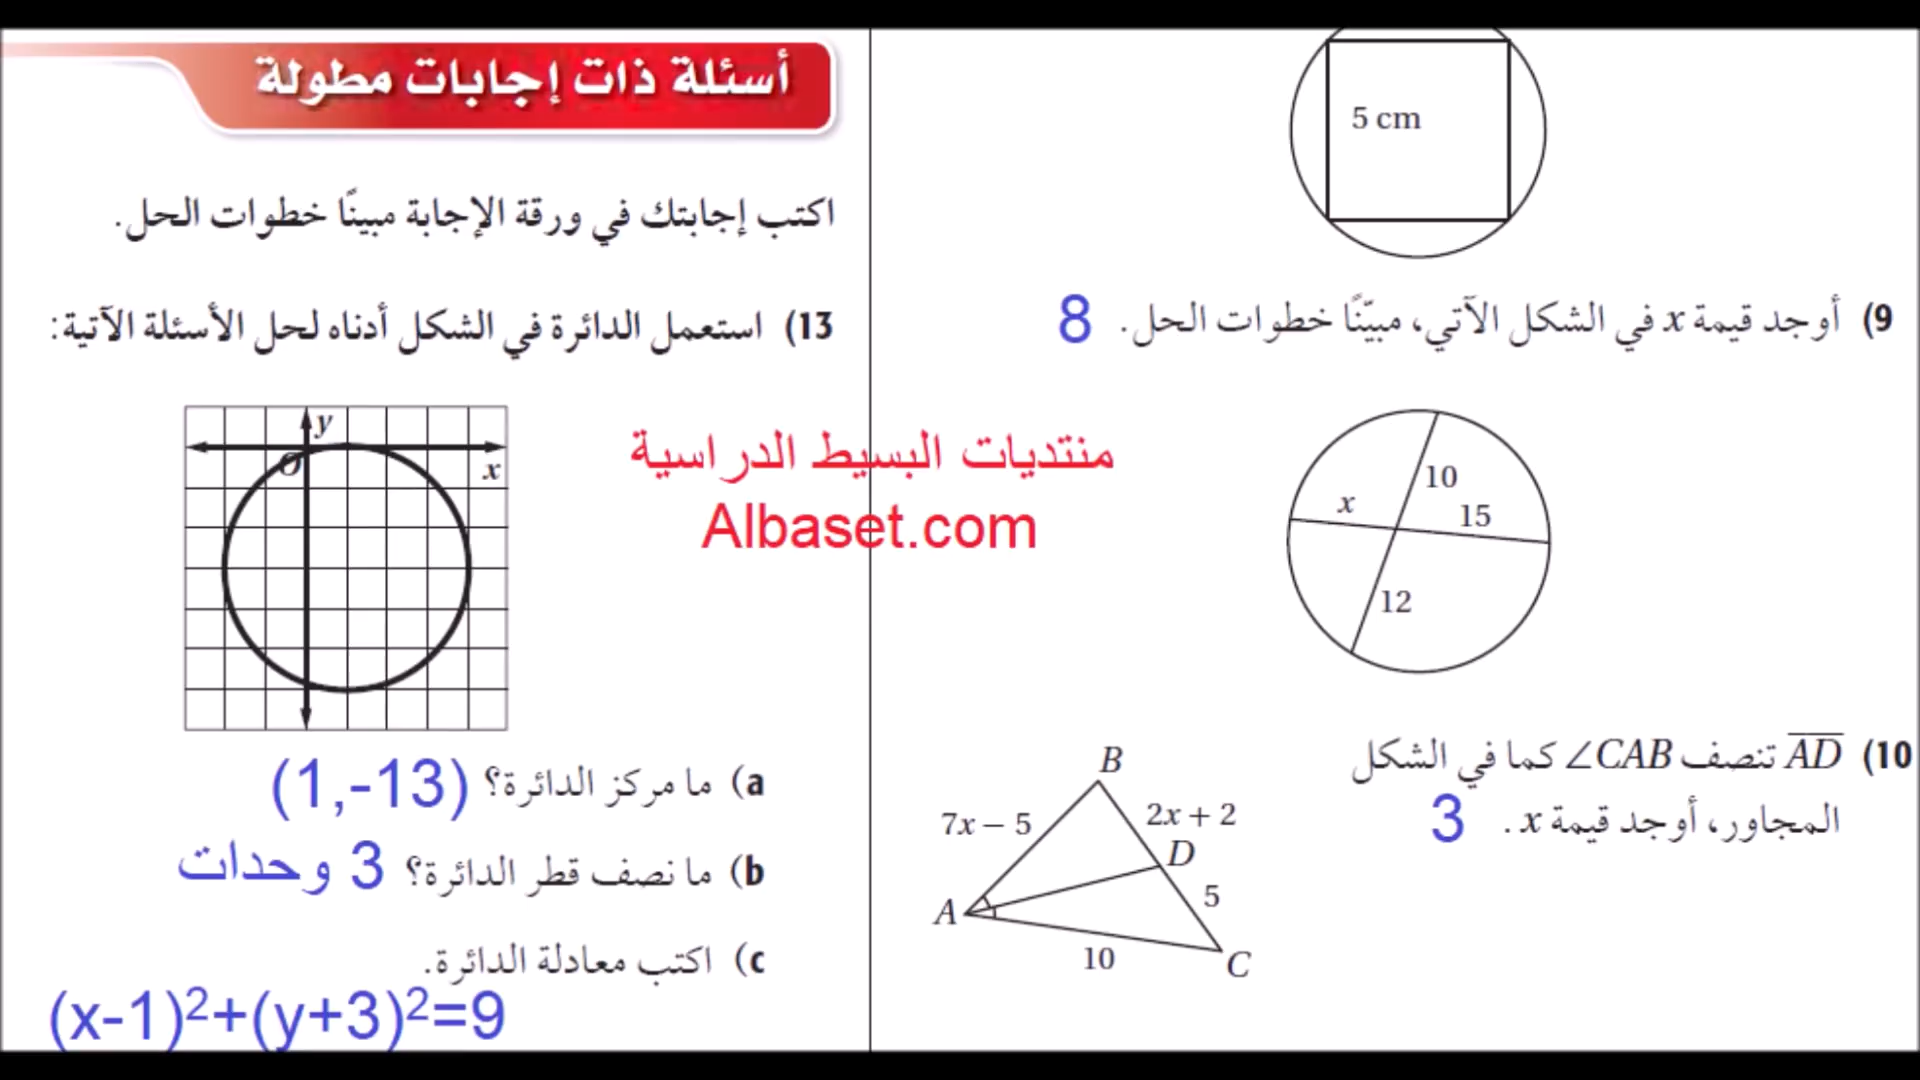 5 cm
9) أوجد قيمة x في الشكل الآتي، مبيّنًا خطوات الحل. 8
10
x
15
12
10) AD تنصف ∠CAB كما في الشكل
المجاور، أوجد قيمة x . 3
B
7x – 5
2x + 2
D
5
A
10
C
أسئلة ذات إجابات مطولة
اكتب إجابتك في ورقة الإجابة مبينًا خطوات الحل.
13) استعمل الدائرة في الشكل أدناه لحل الأسئلة الآتية:
y
O
x
a) ما مركز الدائرة؟ (1,-13)
b) ما نصف قطر الدائرة؟ 3 وحدات
c) اكتب معادلة الدائرة.
(x-1)²+(y+3)²=9
منتديات البسيط الدراسية
Albaset.com